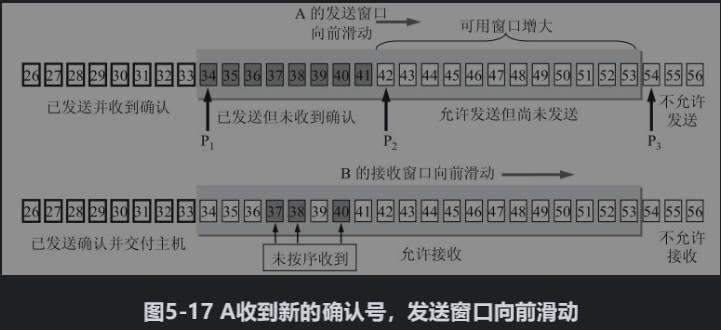 A 的发送窗口
向前滑动
可用窗口增大
26 27 28 29 30 31 32 33 34 35 36 37 38 39 40 41 42 43 44 45 46 47 48 49 50 51 52 53 54 55 56
已发送并收到确认
已发送但未收到确认
允许发送但尚未发送
不允许
发送
P1
P2
P3
B 的接收窗口向前滑动
26 27 28 29 30 31 32 33 34 35 36 37 38 39 40 41 42 43 44 45 46 47 48 49 50 51 52 53 54 55 56
已发送确认并交付主机
未按序收到
允许接收
不允许
接收
图5-17 A收到新的确认号，发送窗口向前滑动